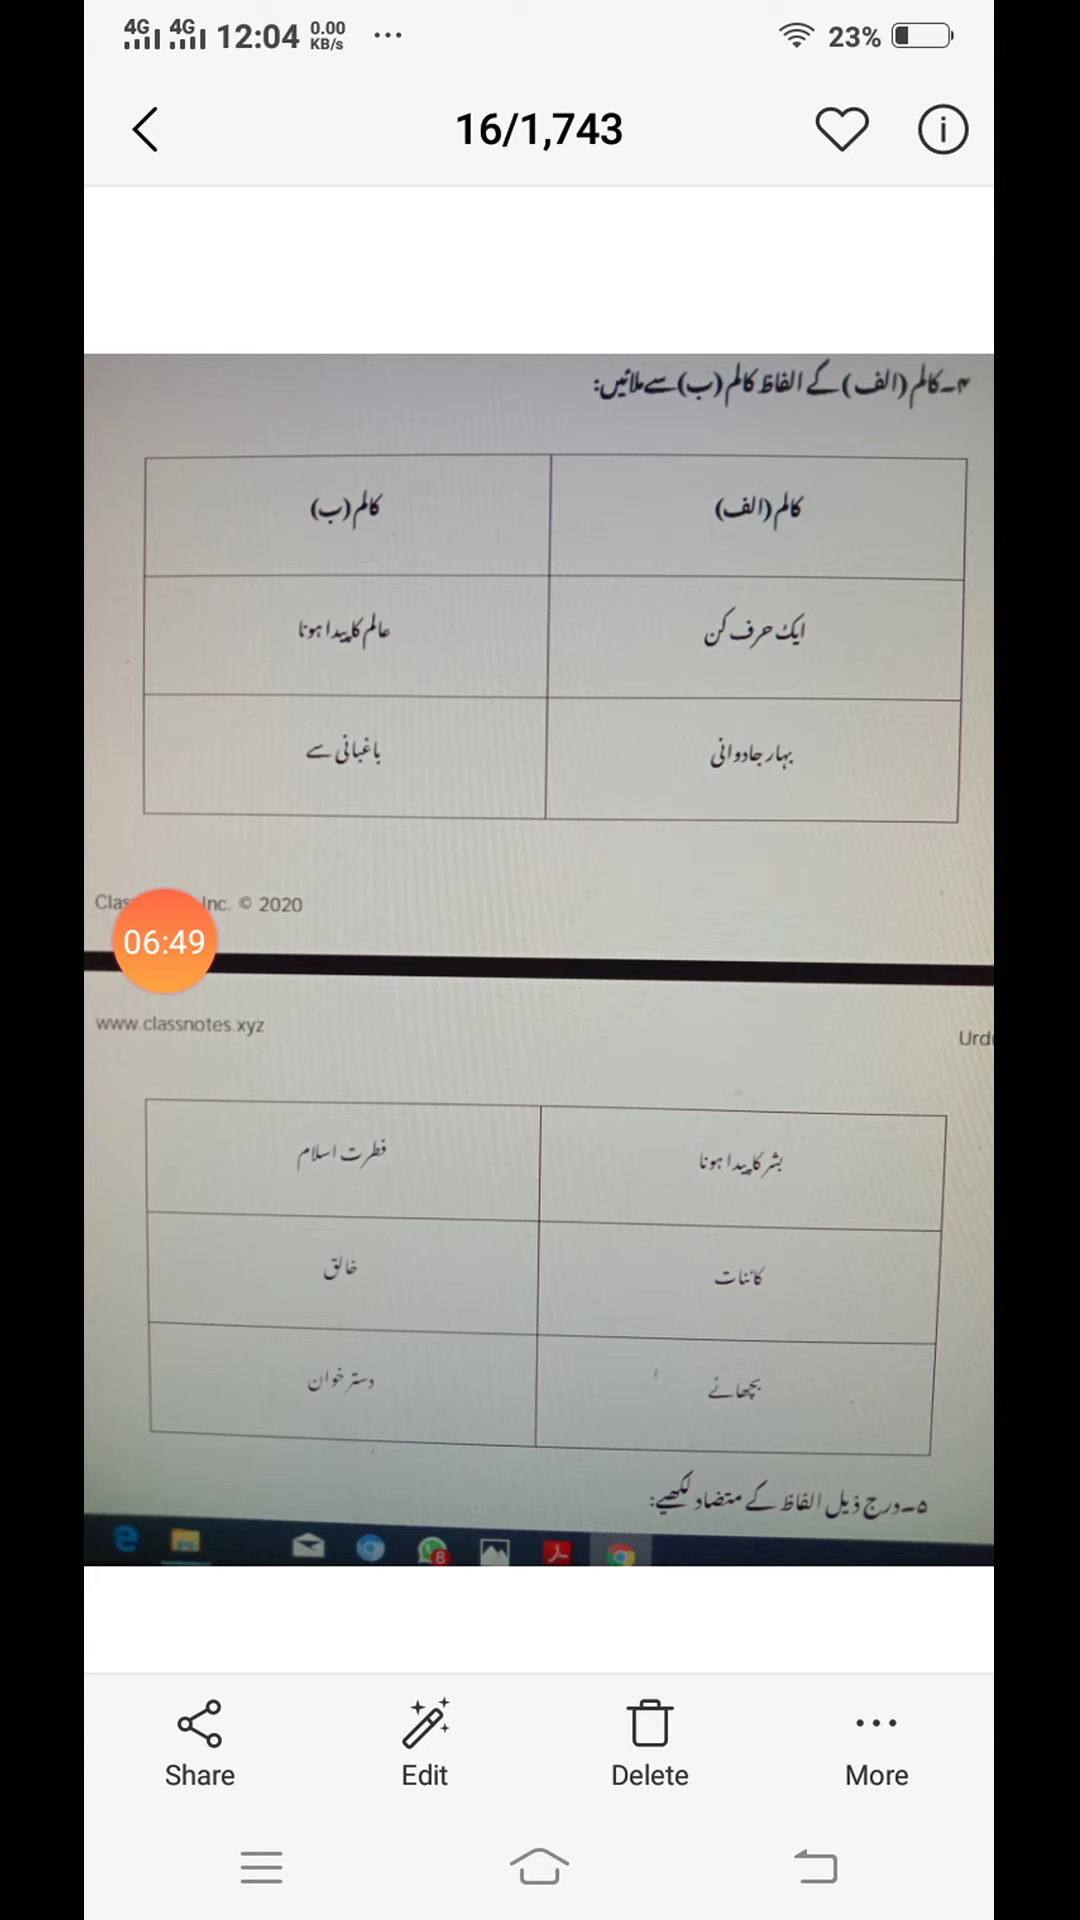 4G 4G 12:04 0.00 KB/s ... 23%
16/1,743
۴۔کالم (الف) کے الفاظ کالم (ب) سے ملائیں:
کالم (الف) کالم (ب)
ایک حرف کن عالم کا پیدا ہونا
بہار جادوانی باغبانی سے
Clas Inc. © 2020
06:49
www.classnotes.xyz Urd
بشر کا پیدا ہونا فطرت اسلام
کائنات خالق
بچھائے دستر خوان
۵۔درج ذیل الفاظ کے متضاد لکھیے:
8
Share Edit Delete More